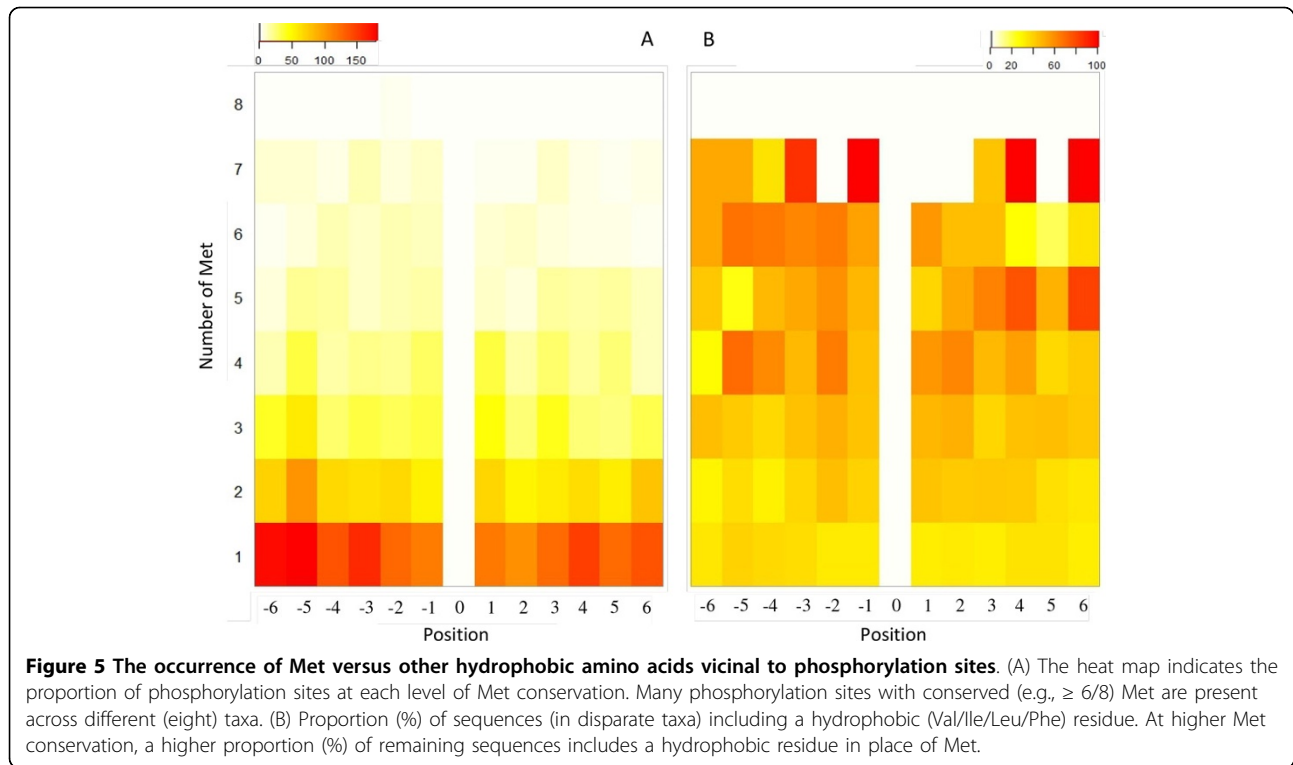 A B
0 50 100 150
0 20 60 100
Number of Met
8
7
6
5
4
3
2
1
-6 -5 -4 -3 -2 -1 0 1 2 3 4 5 6
Position
-6 -5 -4 -3 -2 -1 0 1 2 3 4 5 6
Position
Figure 5 The occurrence of Met versus other hydrophobic amino acids vicinal to phosphorylation sites. (A) The heat map indicates the
proportion of phosphorylation sites at each level of Met conservation. Many phosphorylation sites with conserved (e.g., ≥ 6/8) Met are present
across different (eight) taxa. (B) Proportion (%) of sequences (in disparate taxa) including a hydrophobic (Val/Ile/Leu/Phe) residue. At higher Met
conservation, a higher proportion (%) of remaining sequences includes a hydrophobic residue in place of Met.